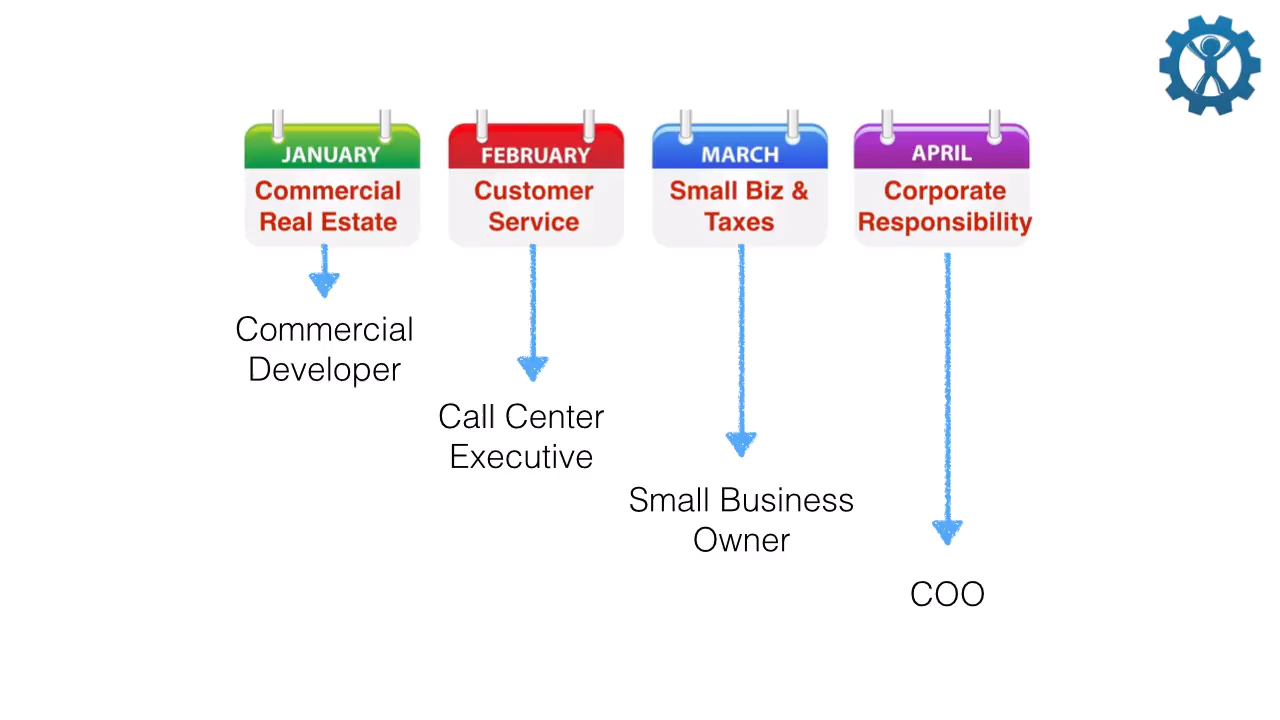 JANUARY
Commercial
Real Estate
FEBRUARY
Customer
Service
MARCH
Small Biz &
Taxes
APRIL
Corporate
Responsibility
Commercial
Developer
Call Center
Executive
Small Business
Owner
COO